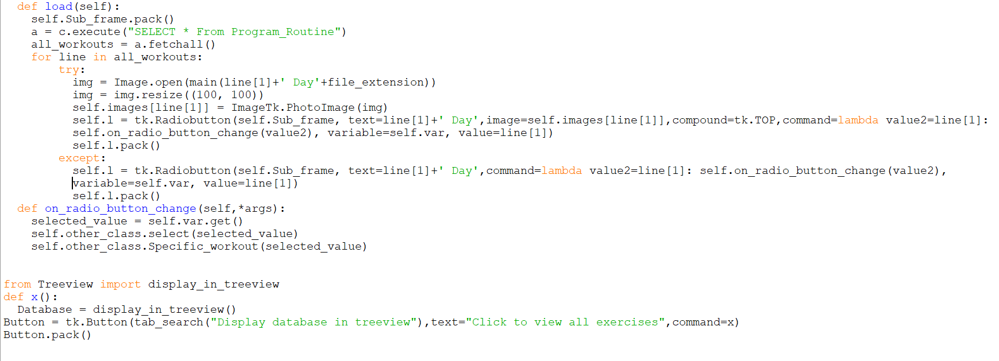 def load(self):
self.Sub_frame.pack()
a = c.execute("SELECT * From Program_Routine")
all_workouts = a.fetchall()
for line in all_workouts:
try:
img = Image.open(main(line[1]+' Day'+file_extension))
img = img.resize((100, 100))
self.images[line[1]] = ImageTk.PhotoImage(img)
self.l = tk.Radiobutton(self.Sub_frame, text=line[1]+' Day',image=self.images[line[1]],compound=tk.TOP,command=lambda value2=line[1]:
self.on_radio_button_change(value2), variable=self.var, value=line[1])
self.l.pack()
except:
self.l = tk.Radiobutton(self.Sub_frame, text=line[1]+' Day',command=lambda value2=line[1]: self.on_radio_button_change(value2),
variable=self.var, value=line[1])
self.l.pack()
def on_radio_button_change(self,*args):
selected_value = self.var.get()
self.other_class.select(selected_value)
self.other_class.Specific_workout(selected_value)
from Treeview import display_in_treeview
def x():
Database = display_in_treeview()
Button = tk.Button(tab_search("Display database in treeview"),text="Click to view all exercises",command=x)
Button.pack()